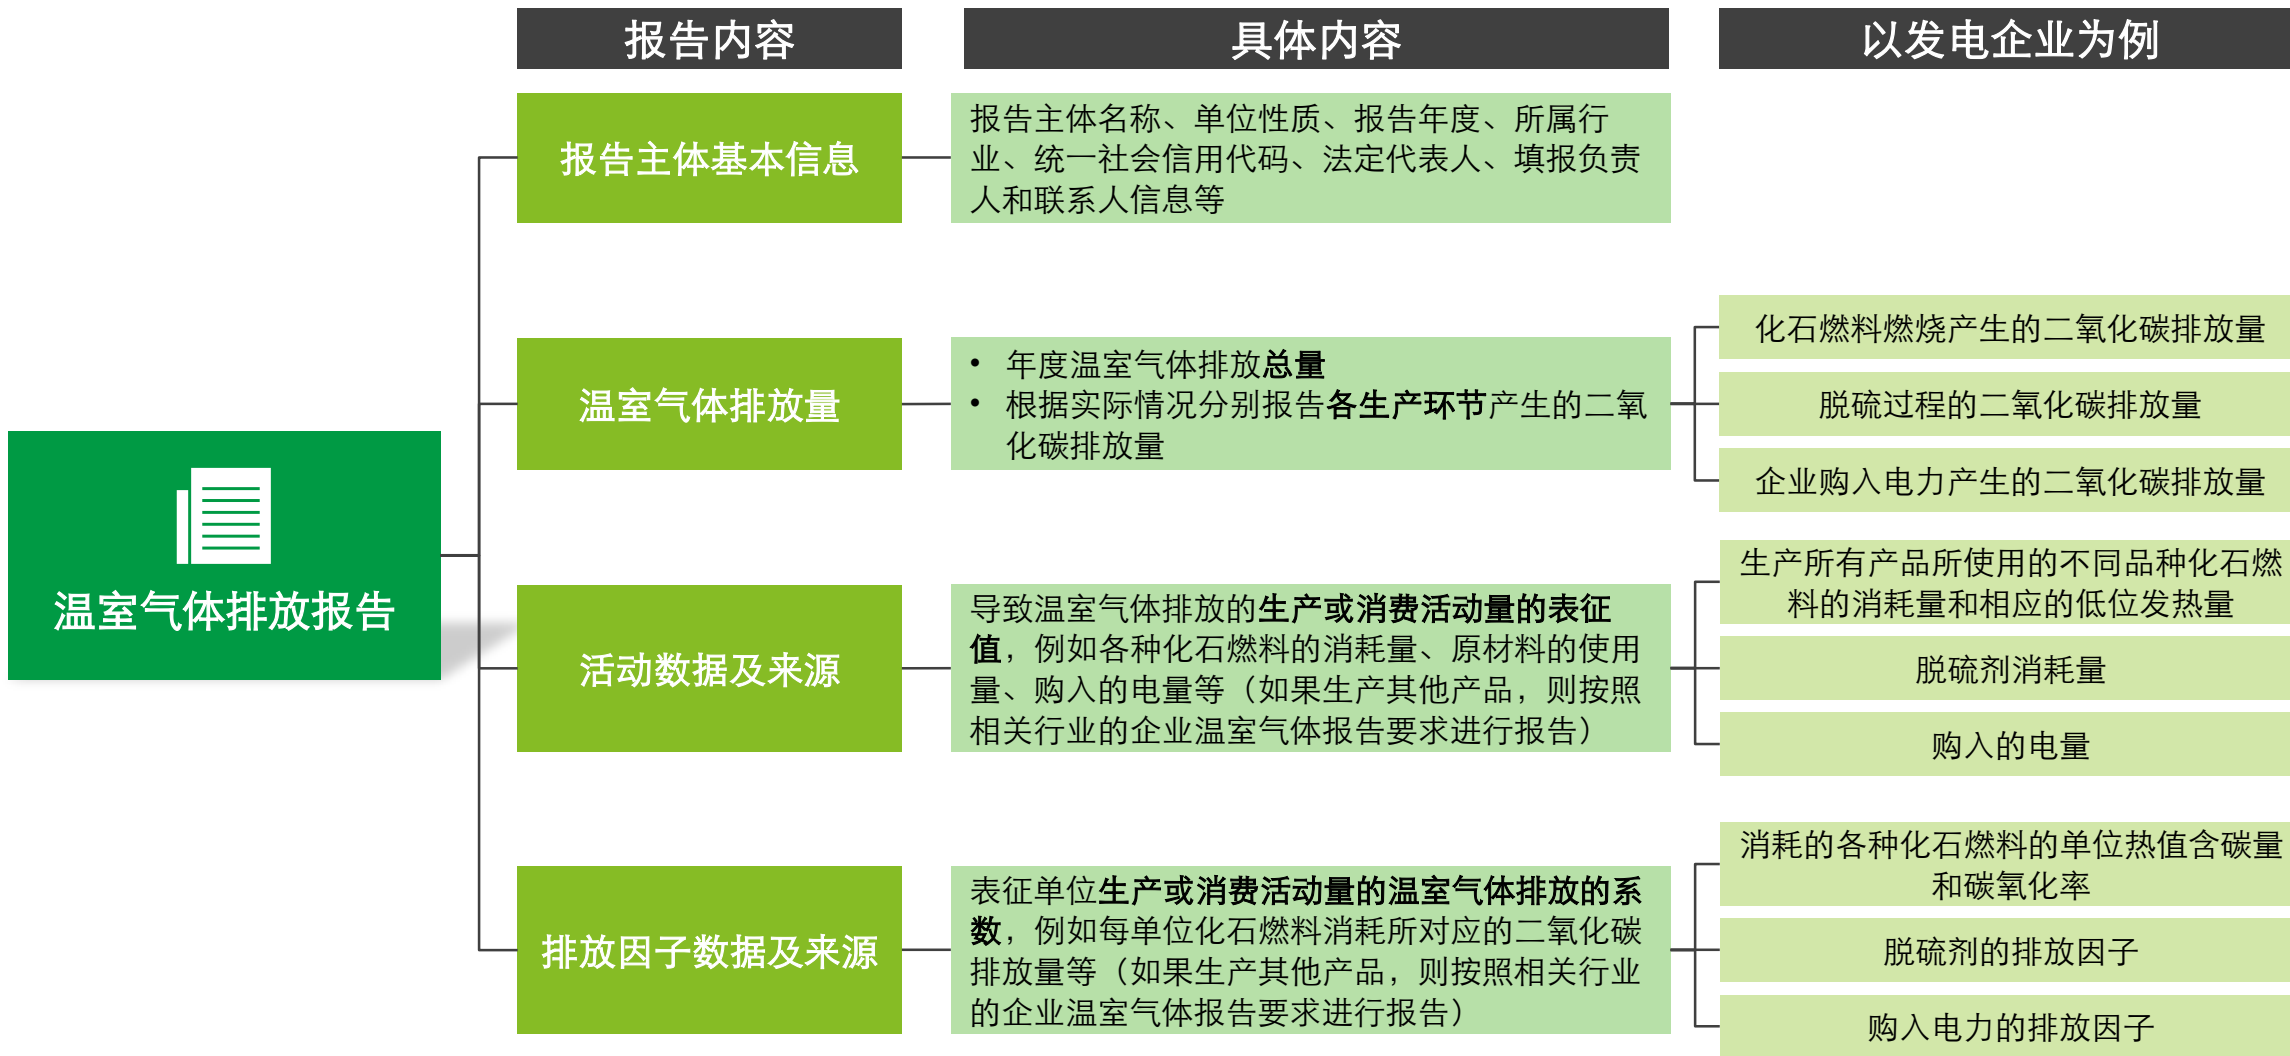 报告内容
具体内容
以发电企业为例
温室气体排放报告
报告主体基本信息
报告主体名称、单位性质、报告年度、所属行
业、统一社会信用代码、法定代表人、填报负责
人和联系人信息等
温室气体排放量
• 年度温室气体排放总量
• 根据实际情况分别报告各生产环节产生的二氧
化碳排放量
化石燃料燃烧产生的二氧化碳排放量
脱硫过程的二氧化碳排放量
企业购入电力产生的二氧化碳排放量
活动数据及来源
导致温室气体排放的生产或消费活动量的表征
值，例如各种化石燃料的消耗量、原材料的使用
量、购入的电量等（如果生产其他产品，则按照
相关行业的企业温室气体报告要求进行报告）
生产所有产品所使用的不同品种化石燃
料的消耗量和相应的低位发热量
脱硫剂消耗量
购入的电量
排放因子数据及来源
表征单位生产或消费活动量的温室气体排放的系
数，例如每单位化石燃料消耗所对应的二氧化碳
排放量等（如果生产其他产品，则按照相关行业
的企业温室气体报告要求进行报告）
消耗的各种化石燃料的单位热值含碳量
和碳氧化率
脱硫剂的排放因子
购入电力的排放因子